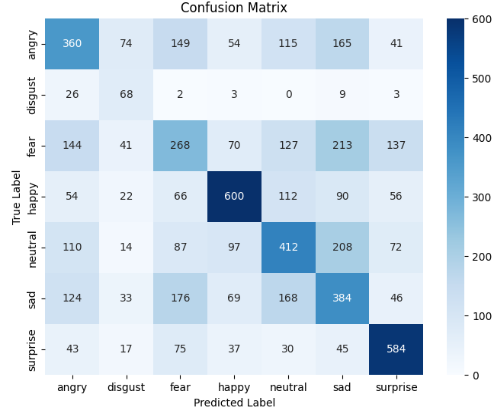 Confusion Matrix
angry 360 74 149 54 115 165 41
disgust 26 68 2 3 0 9 3
fear 144 41 268 70 127 213 137
happy 54 22 66 600 112 90 56
neutral 110 14 87 97 412 208 72
sad 124 33 176 69 168 384 46
surprise 43 17 75 37 30 45 584
angry disgust fear happy neutral sad surprise
Predicted Label
True Label
600
500
400
300
200
100
0